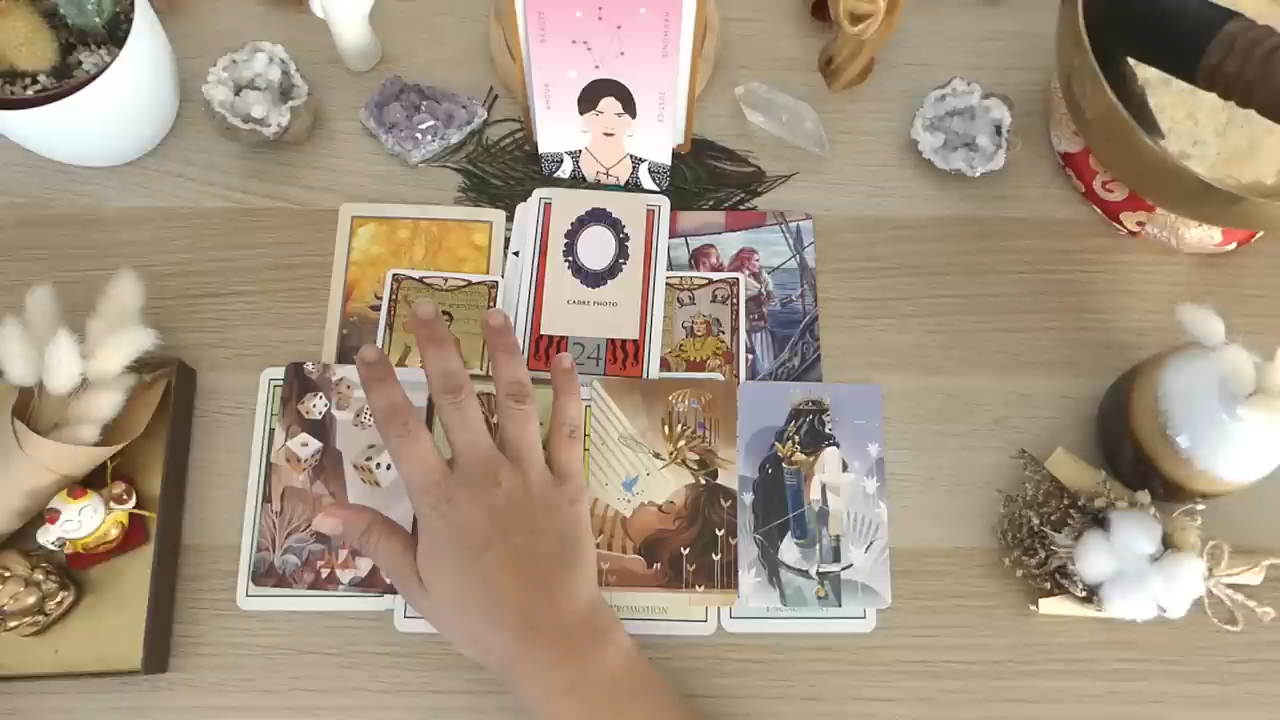 BEAUTÉ
HARMONIE
AMOUR
JUSTICE
CADRE PHOTO
24
PROMOTION